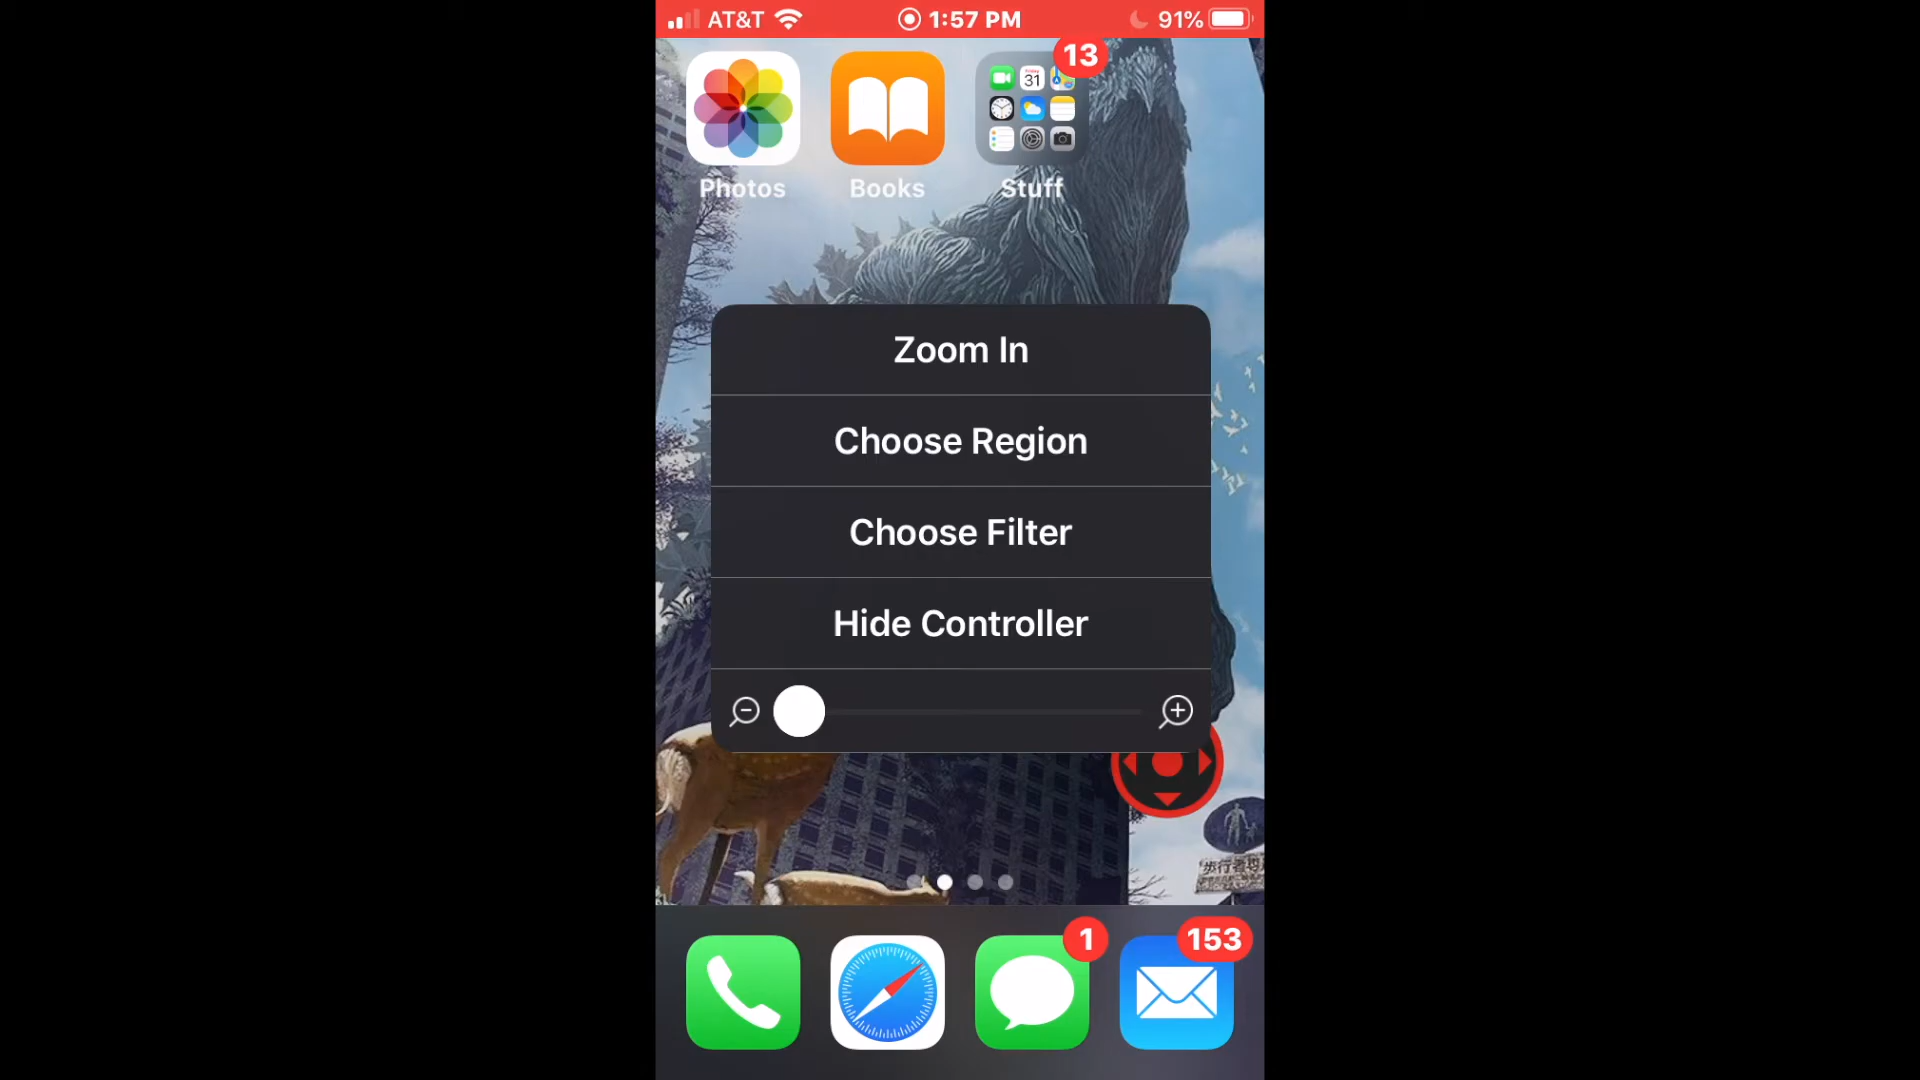 AT&T 1:57 PM 91%
13
31
Photos Books Stuff
Zoom In
Choose Region
Choose Filter
Hide Controller
1 153